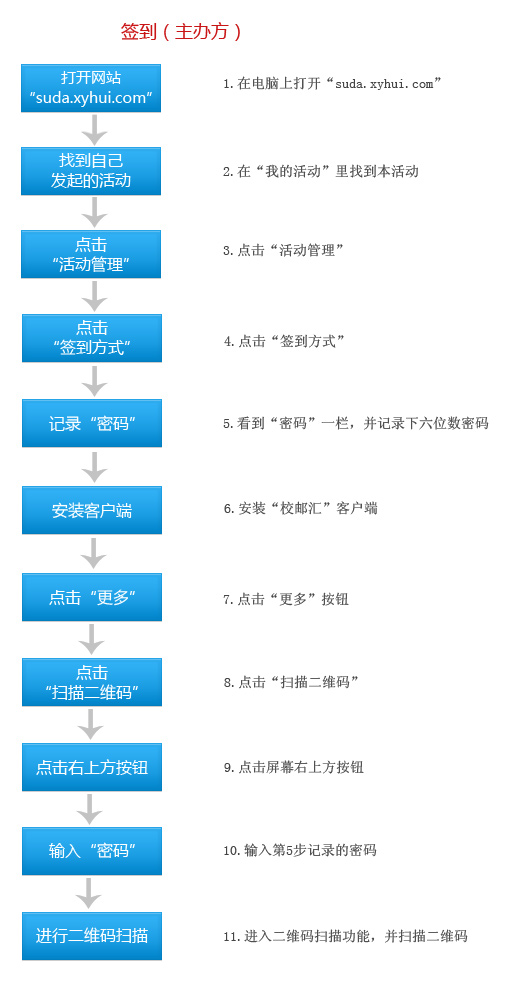 签到（主办方）
打开网站
“suda.xyhui.com”
1.在电脑上打开“suda.xyhui.com”
找到自己
发起的活动
2.在“我的活动”里找到本活动
点击
“活动管理”
3.点击“活动管理”
点击
“签到方式”
4.点击“签到方式”
记录“密码”
5.看到“密码”一栏，并记录下六位数密码
安装客户端
6.安装“校邮汇”客户端
点击“更多”
7.点击“更多”按钮
点击
“扫描二维码”
8.点击“扫描二维码”
点击右上方按钮
9.点击屏幕右上方按钮
输入“密码”
10.输入第5步记录的密码
进行二维码扫描
11.进入二维码扫描功能，并扫描二维码